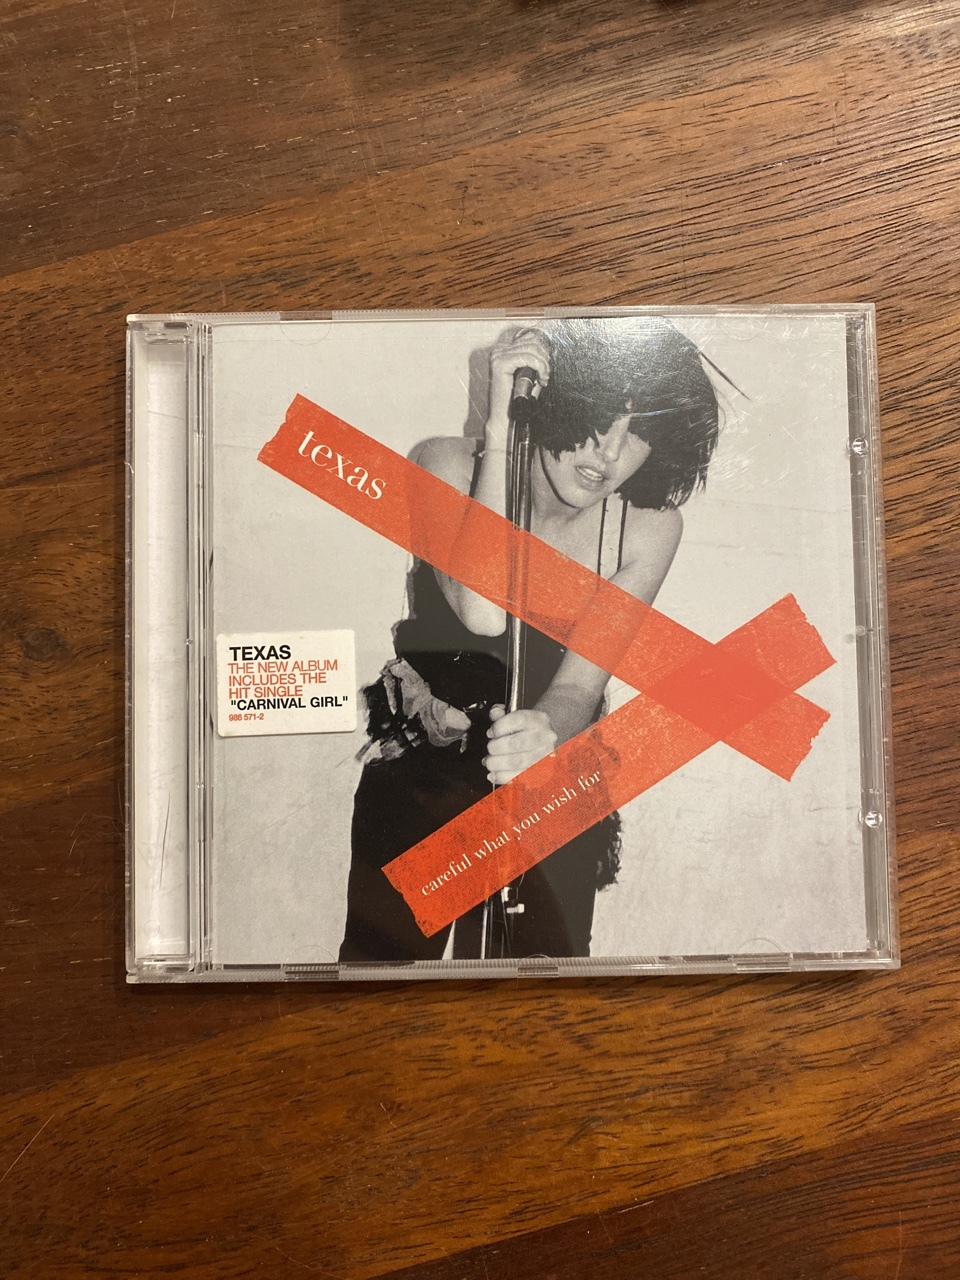 texas
TEXAS
THE NEW ALBUM
INCLUDES THE
HIT SINGLE
"CARNIVAL GIRL"
986 571-2
careful what you wish for